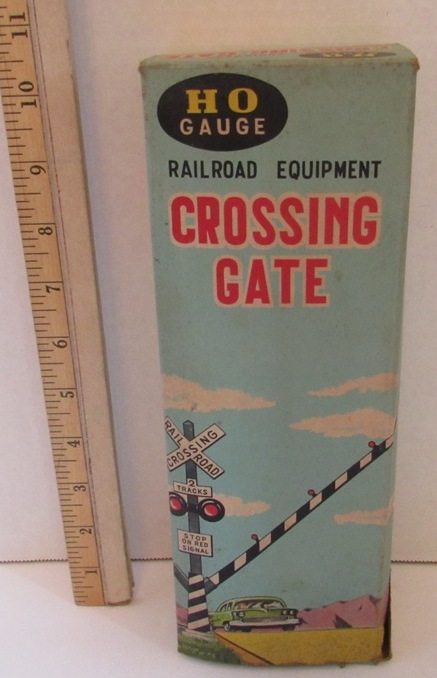 HO
GAUGE
RAILROAD EQUIPMENT
CROSSING
GATE
RAIL ROAD
CROSSING
2
TRACKS
STOP
ON RED
SIGNAL
11
10
9
8
7
6
5
4
3
2
1